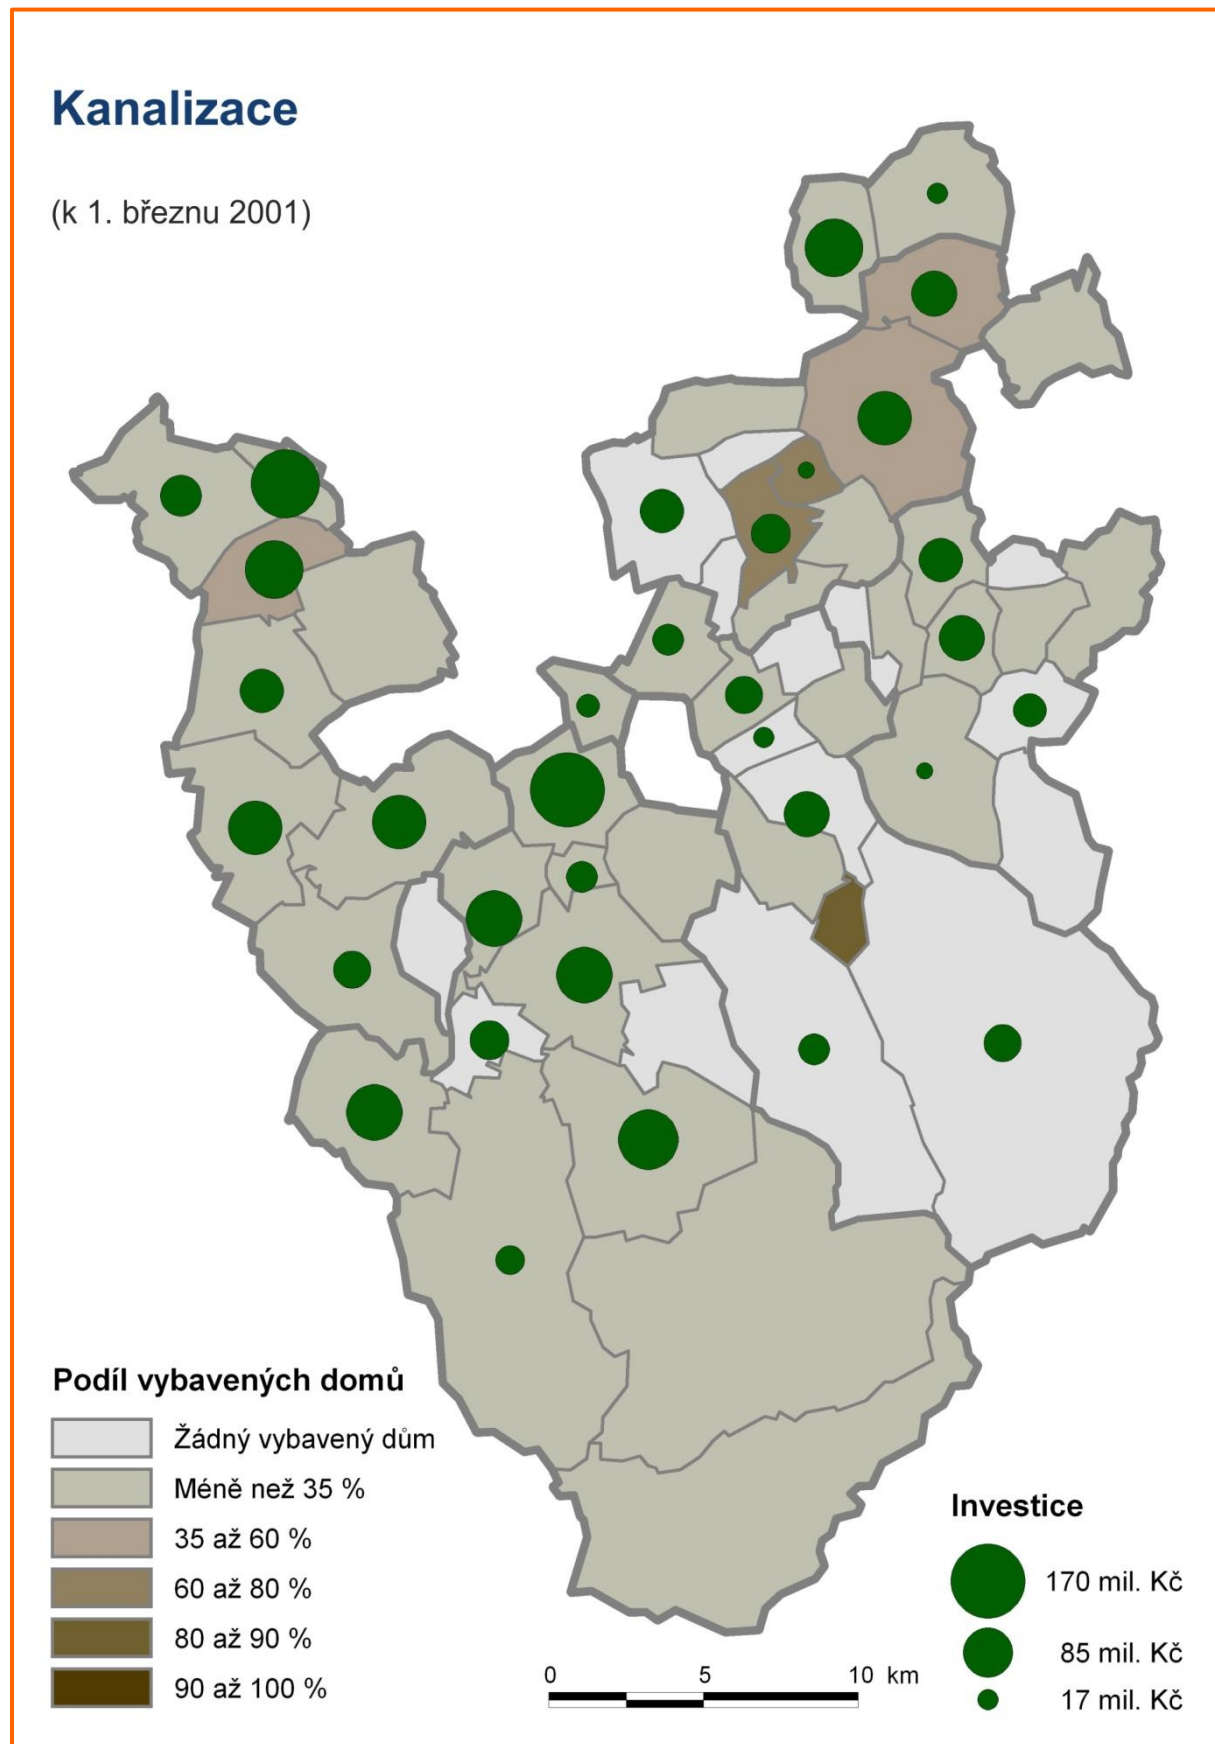 Kanalizace
(k 1. březnu 2001)
Podíl vybavených domů
Žádný vybavený dům
Méně než 35 %
35 až 60 %
60 až 80 %
80 až 90 %
90 až 100 %
Investice
170 mil. Kč
85 mil. Kč
17 mil. Kč
0 5 10 km